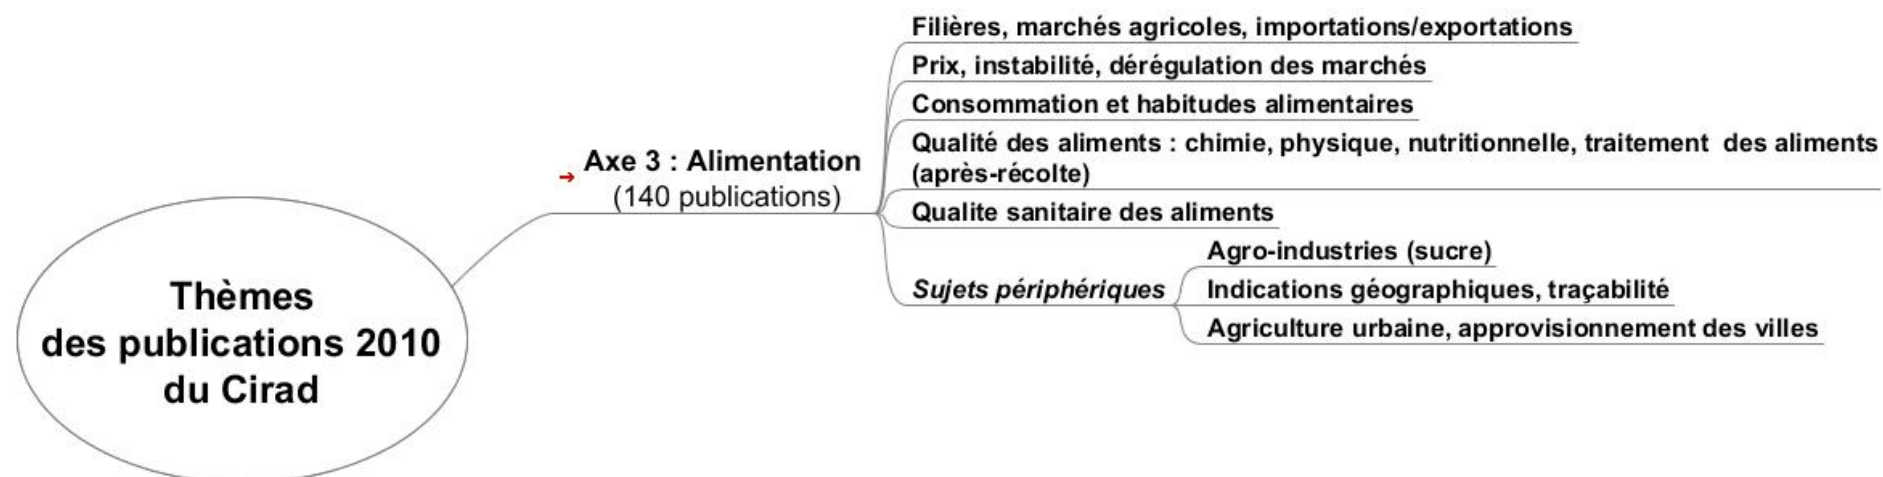 Filières, marchés agricoles, importations/exportations
Prix, instabilité, dérégulation des marchés
Consommation et habitudes alimentaires
Qualité des aliments : chimie, physique, nutritionnelle, traitement des aliments
(après-récolte)
Qualite sanitaire des aliments
Axe 3 : Alimentation
(140 publications)
Sujets périphériques
Agro-industries (sucre)
Indications géographiques, traçabilité
Agriculture urbaine, approvisionnement des villes
Thèmes
des publications 2010
du Cirad